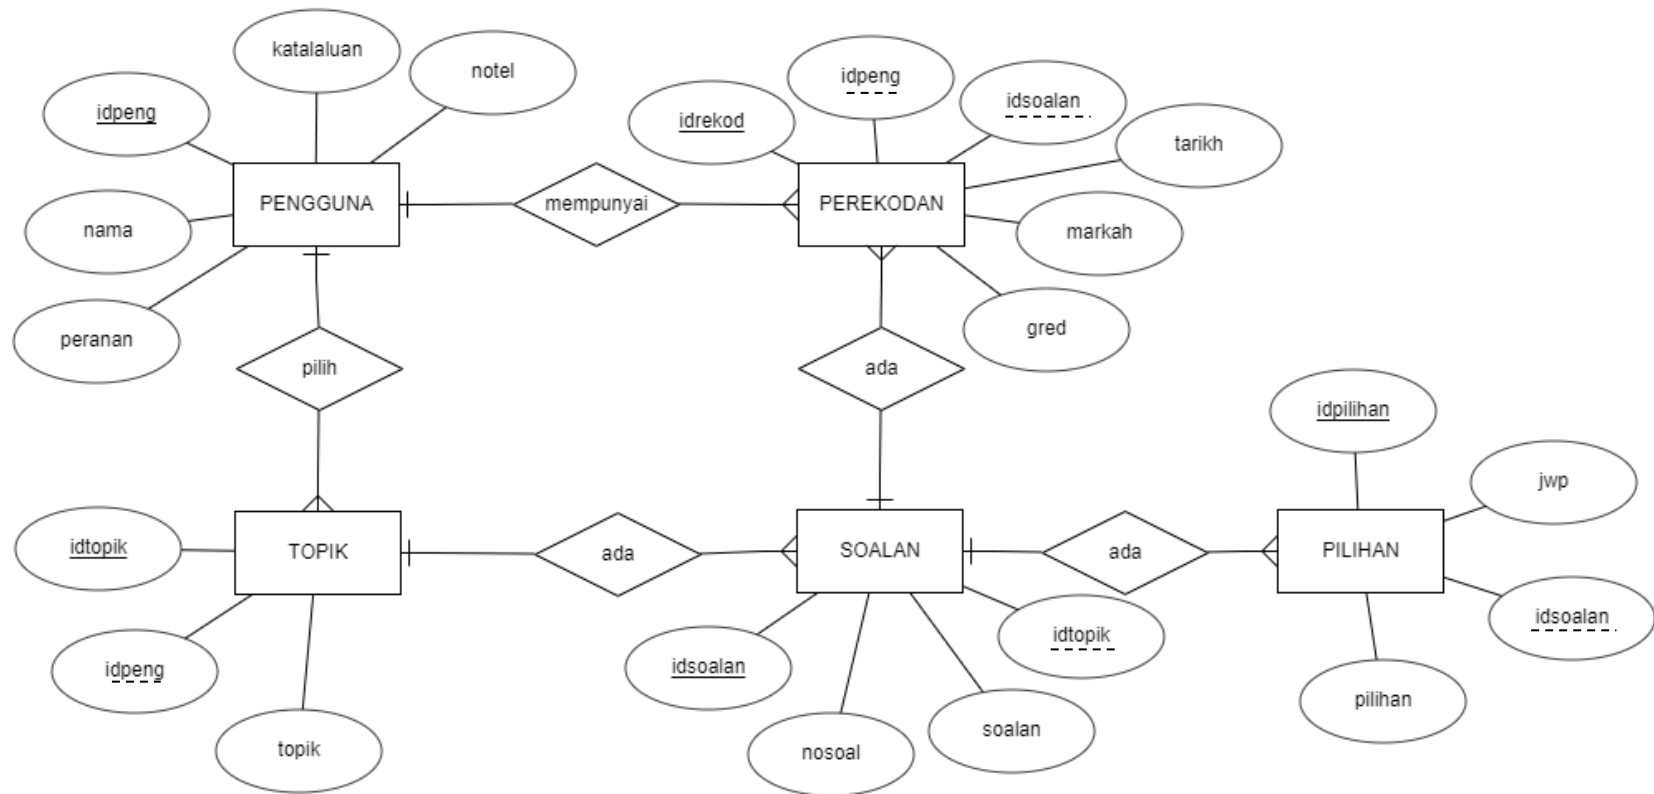 katalaluan
notel
idpeng
idpeng
idsoalan
idrekod
tarikh
PENGGUNA
mempunyai
PEREKODAN
nama
markah
peranan
gred
pilih
ada
idpilihan
jwp
idtopik
TOPIK
ada
SOALAN
ada
PILIHAN
idsoalan
idtopik
idpeng
idsoalan
pilihan
topik
nosoal
soalan